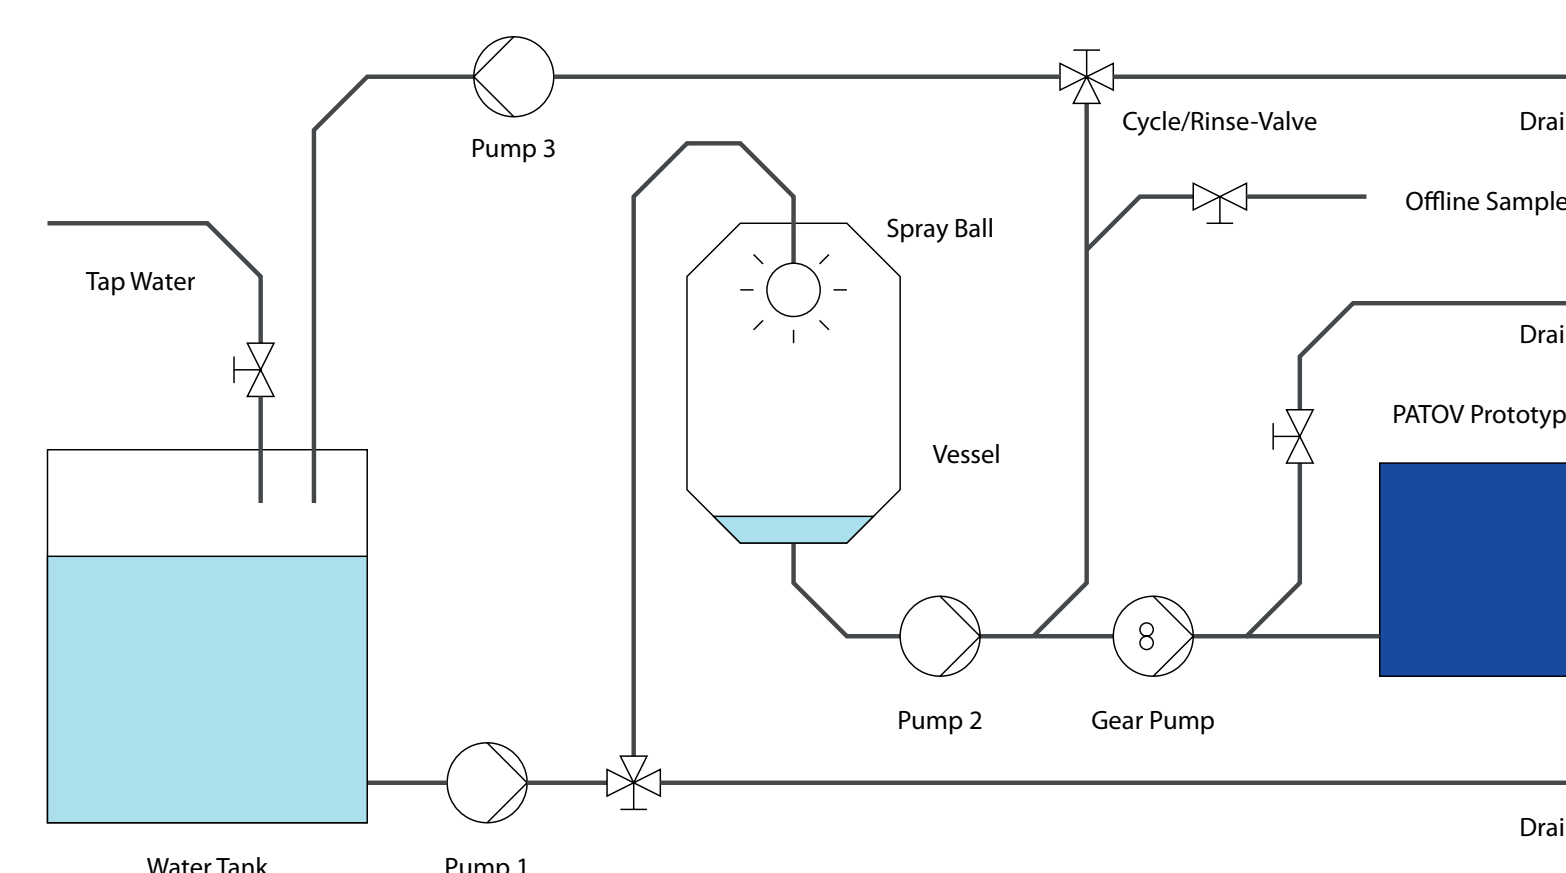 Pump 3
Cycle/Rinse-Valve
Drai
Offline Sample
Spray Ball
Tap Water
Drai
PATOV Prototyp
Vessel
Pump 2
Gear Pump
Drai
Water Tank
Pump 1